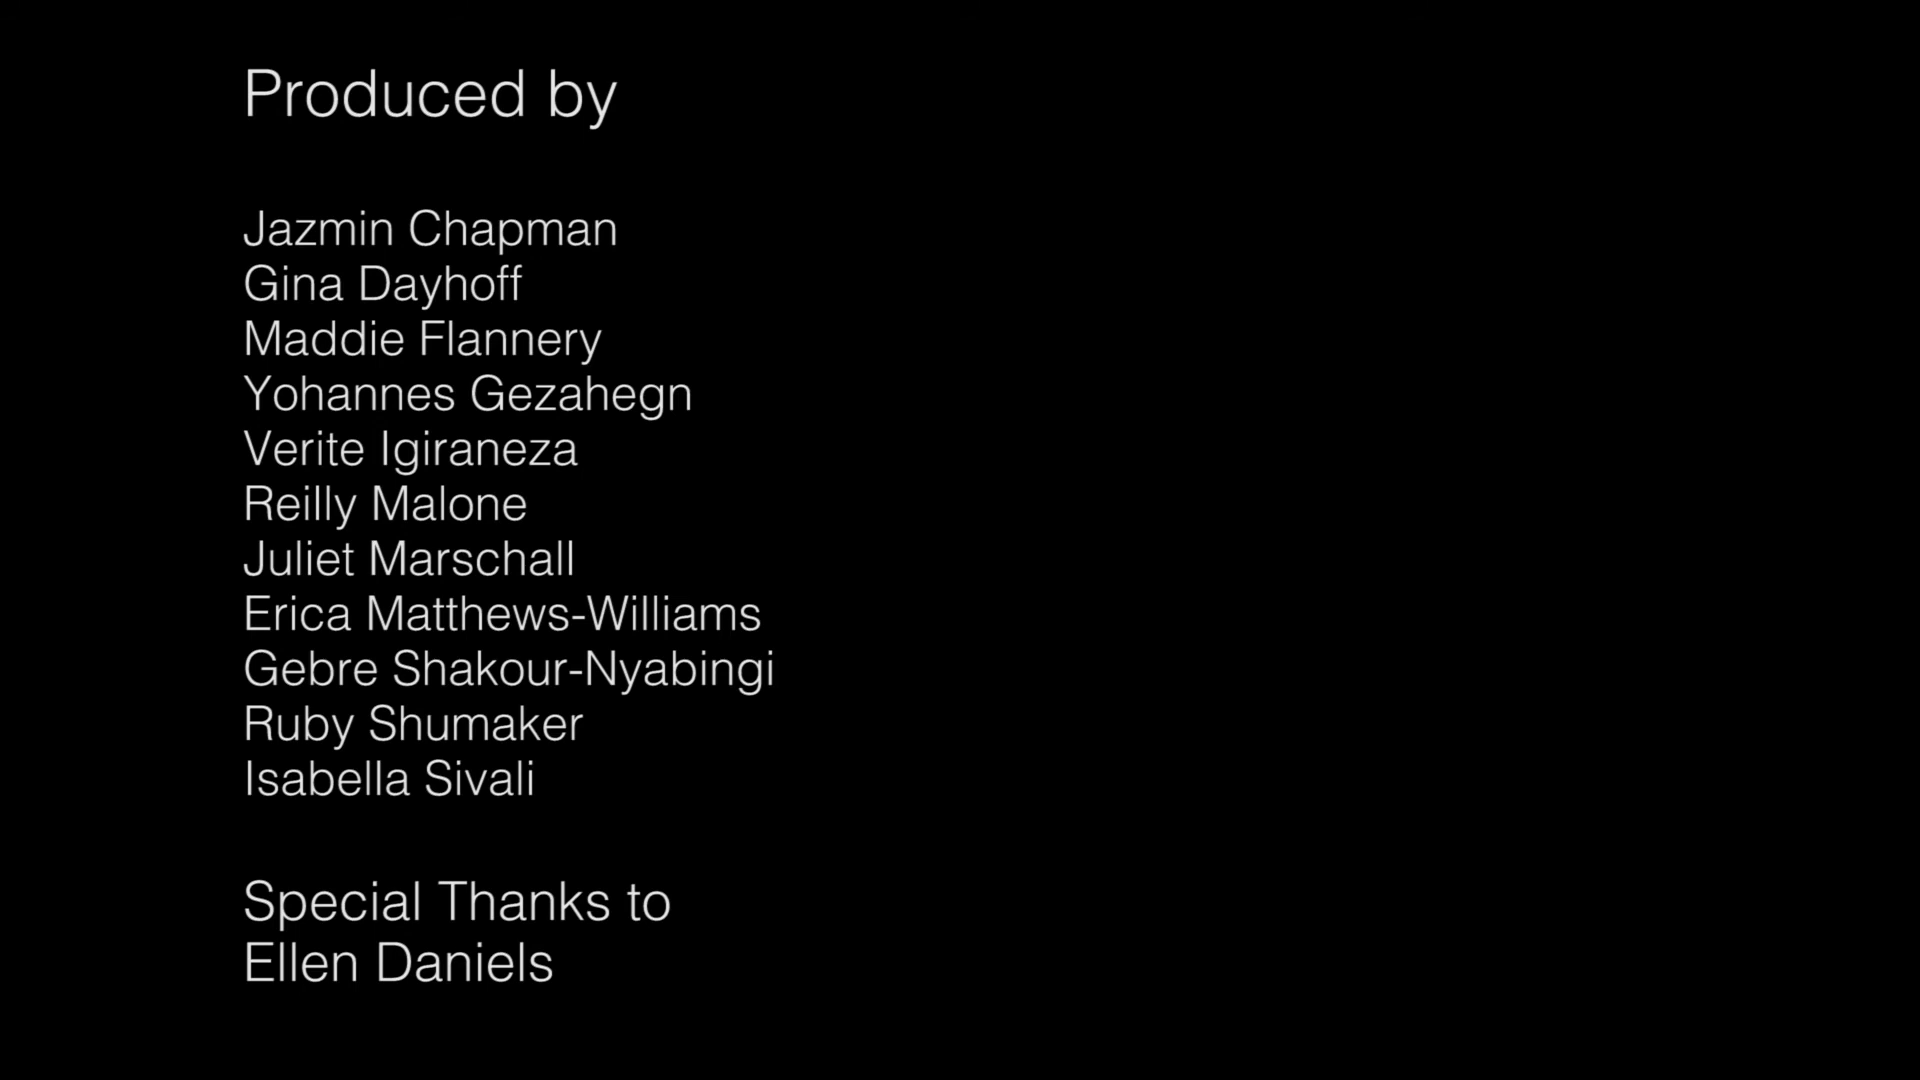 Produced by
Jazmin Chapman
Gina Dayhoff
Maddie Flannery
Yohannes Gezahegn
Verite Igiraneza
Reilly Malone
Juliet Marschall
Erica Matthews-Williams
Gebre Shakour-Nyabingi
Ruby Shumaker
Isabella Sivali
Special Thanks to
Ellen Daniels